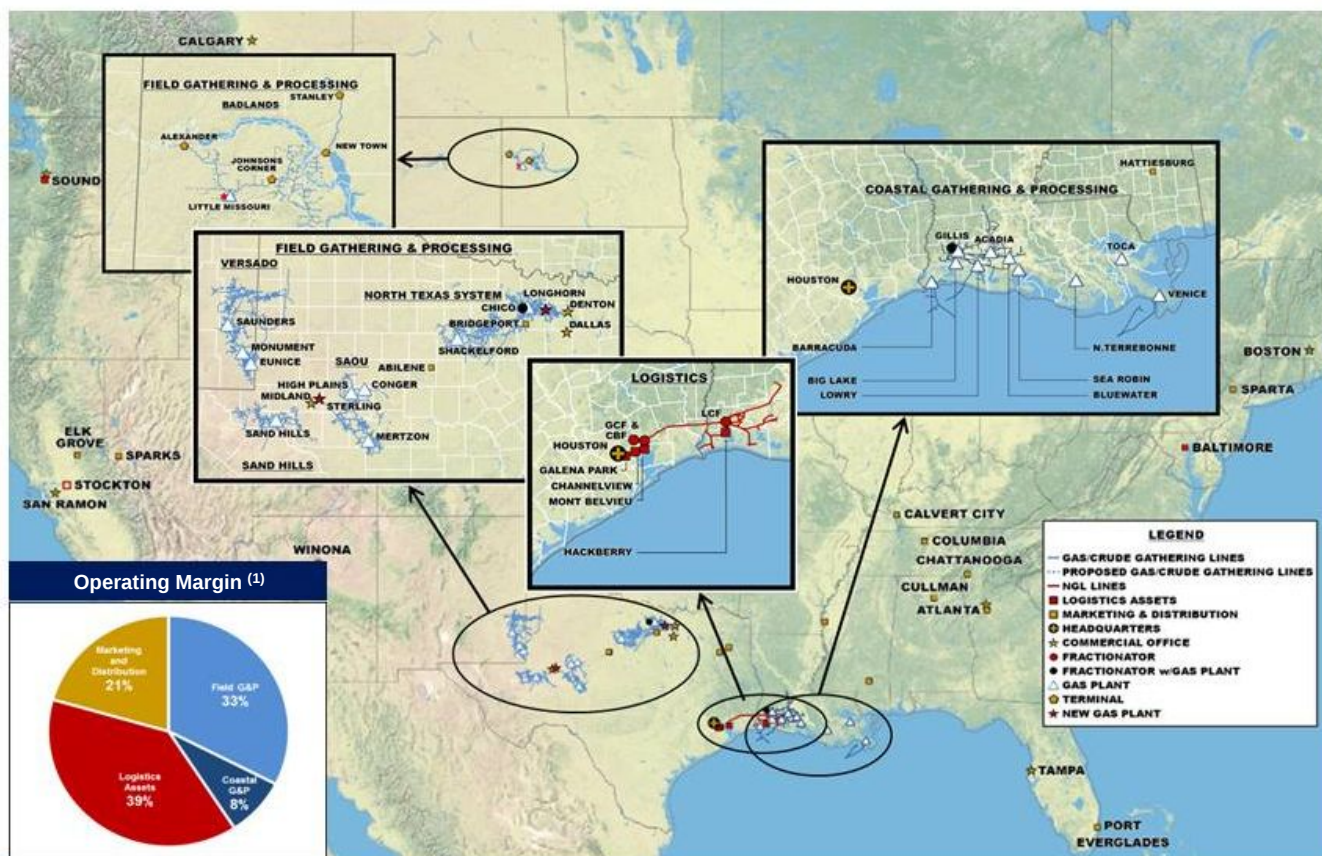 CALGARY
FIELD GATHERING & PROCESSING
BADLANDS
STANLEY
ALEXANDER
NEW TOWN
JOHNSONS
CORNER
LITTLE MISSOURI
SOUND
FIELD GATHERING & PROCESSING
VERSADO
NORTH TEXAS SYSTEM
LONGHORN
CHICO
DENTON
BRIDGEPORT
DALLAS
SAUNDERS
SHACKELFORD
MONUMENT
EUNICE
SAOU
ABILENE
HIGH PLAINS
CONGER
MIDLAND
STERLING
SAND HILLS
MERTZON
SAND HILLS
COASTAL GATHERING & PROCESSING
HATTIESBURG
GILLIS
ACADIA
TOCA
HOUSTON
VENICE
BARRACUDA
N.TERREBONNE
BIG LAKE
SEA ROBIN
LOWRY
BLUEWATER
LOGISTICS
LCF
GCF &
CBF
HOUSTON
GALENA PARK
CHANNELVIEW
MONT BELVIEU
HACKBERRY
BOSTON
SPARTA
BALTIMORE
ELK
GROVE
SPARKS
STOCKTON
SAN RAMON
WINONA
CALVERT CITY
COLUMBIA
CHATTANOOGA
CULLMAN
ATLANTA
TAMPA
PORT
EVERGLADES
LEGEND
GAS/CRUDE GATHERING LINES
PROPOSED GAS/CRUDE GATHERING LINES
NGL LINES
LOGISTICS ASSETS
MARKETING & DISTRIBUTION
HEADQUARTERS
COMMERCIAL OFFICE
FRACTIONATOR
FRACTIONATOR w/GAS PLANT
GAS PLANT
TERMINAL
NEW GAS PLANT
Operating Margin (1)
Marketing
and
Distribution
21%
Field G&P
33%
Logistics
Assets
39%
Coastal
G&P
8%